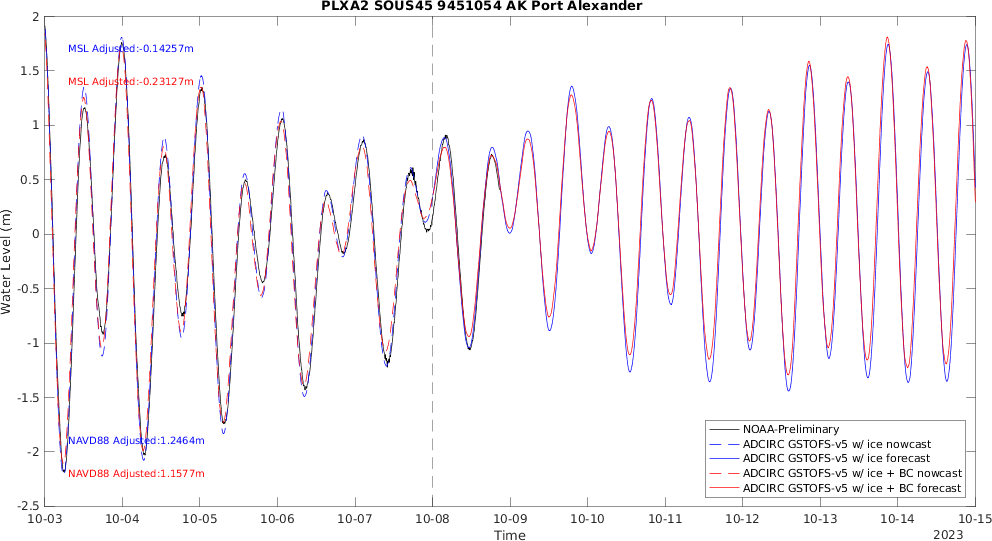 PLXA2 SOUS45 9451054 AK Port Alexander
2
1.5
1
0.5
0
-0.5
-1
-1.5
-2
-2.5
Water Level (m)
MSL Adjusted:-0.14257m
MSL Adjusted:-0.23127m
NAVD88 Adjusted:1.2464m
NAVD88 Adjusted:1.1577m
NOAA-Preliminary
ADCIRC GSTOFS-v5 w/ ice nowcast
ADCIRC GSTOFS-v5 w/ ice forecast
ADCIRC GSTOFS-v5 w/ ice + BC nowcast
ADCIRC GSTOFS-v5 w/ ice + BC forecast
10-03 10-04 10-05 10-06 10-07 10-08 10-09 10-10 10-11 10-12 10-13 10-14 10-15
Time
2023